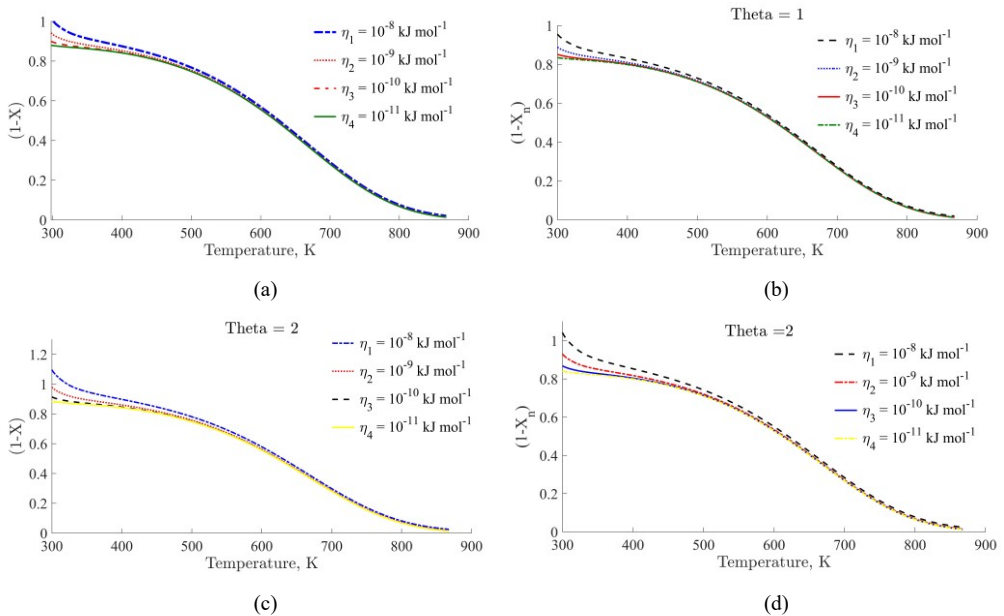 1
0.8
0.6
0.4
0.2
0
(1-X)
η₁ = 10⁻⁸ kJ mol⁻¹
η₂ = 10⁻⁹ kJ mol⁻¹
η₃ = 10⁻¹⁰ kJ mol⁻¹
η₄ = 10⁻¹¹ kJ mol⁻¹
300 400 500 600 700 800 900
Temperature, K
(a)
Theta = 1
1
0.8
0.6
0.4
0.2
0
(1-Xₙ)
η₁ = 10⁻⁸ kJ mol⁻¹
η₂ = 10⁻⁹ kJ mol⁻¹
η₃ = 10⁻¹⁰ kJ mol⁻¹
η₄ = 10⁻¹¹ kJ mol⁻¹
300 400 500 600 700 800 900
Temperature, K
(b)
Theta = 2
1.2
1
0.8
0.6
0.4
0.2
0
(1-X)
η₁ = 10⁻⁸ kJ mol⁻¹
η₂ = 10⁻⁹ kJ mol⁻¹
η₃ = 10⁻¹⁰ kJ mol⁻¹
η₄ = 10⁻¹¹ kJ mol⁻¹
300 400 500 600 700 800 900
Temperature, K
(c)
Theta =2
1
0.8
0.6
0.4
0.2
0
(1-Xₙ)
η₁ = 10⁻⁸ kJ mol⁻¹
η₂ = 10⁻⁹ kJ mol⁻¹
η₃ = 10⁻¹⁰ kJ mol⁻¹
η₄ = 10⁻¹¹ kJ mol⁻¹
300 400 500 600 700 800 900
Temperature, K
(d)